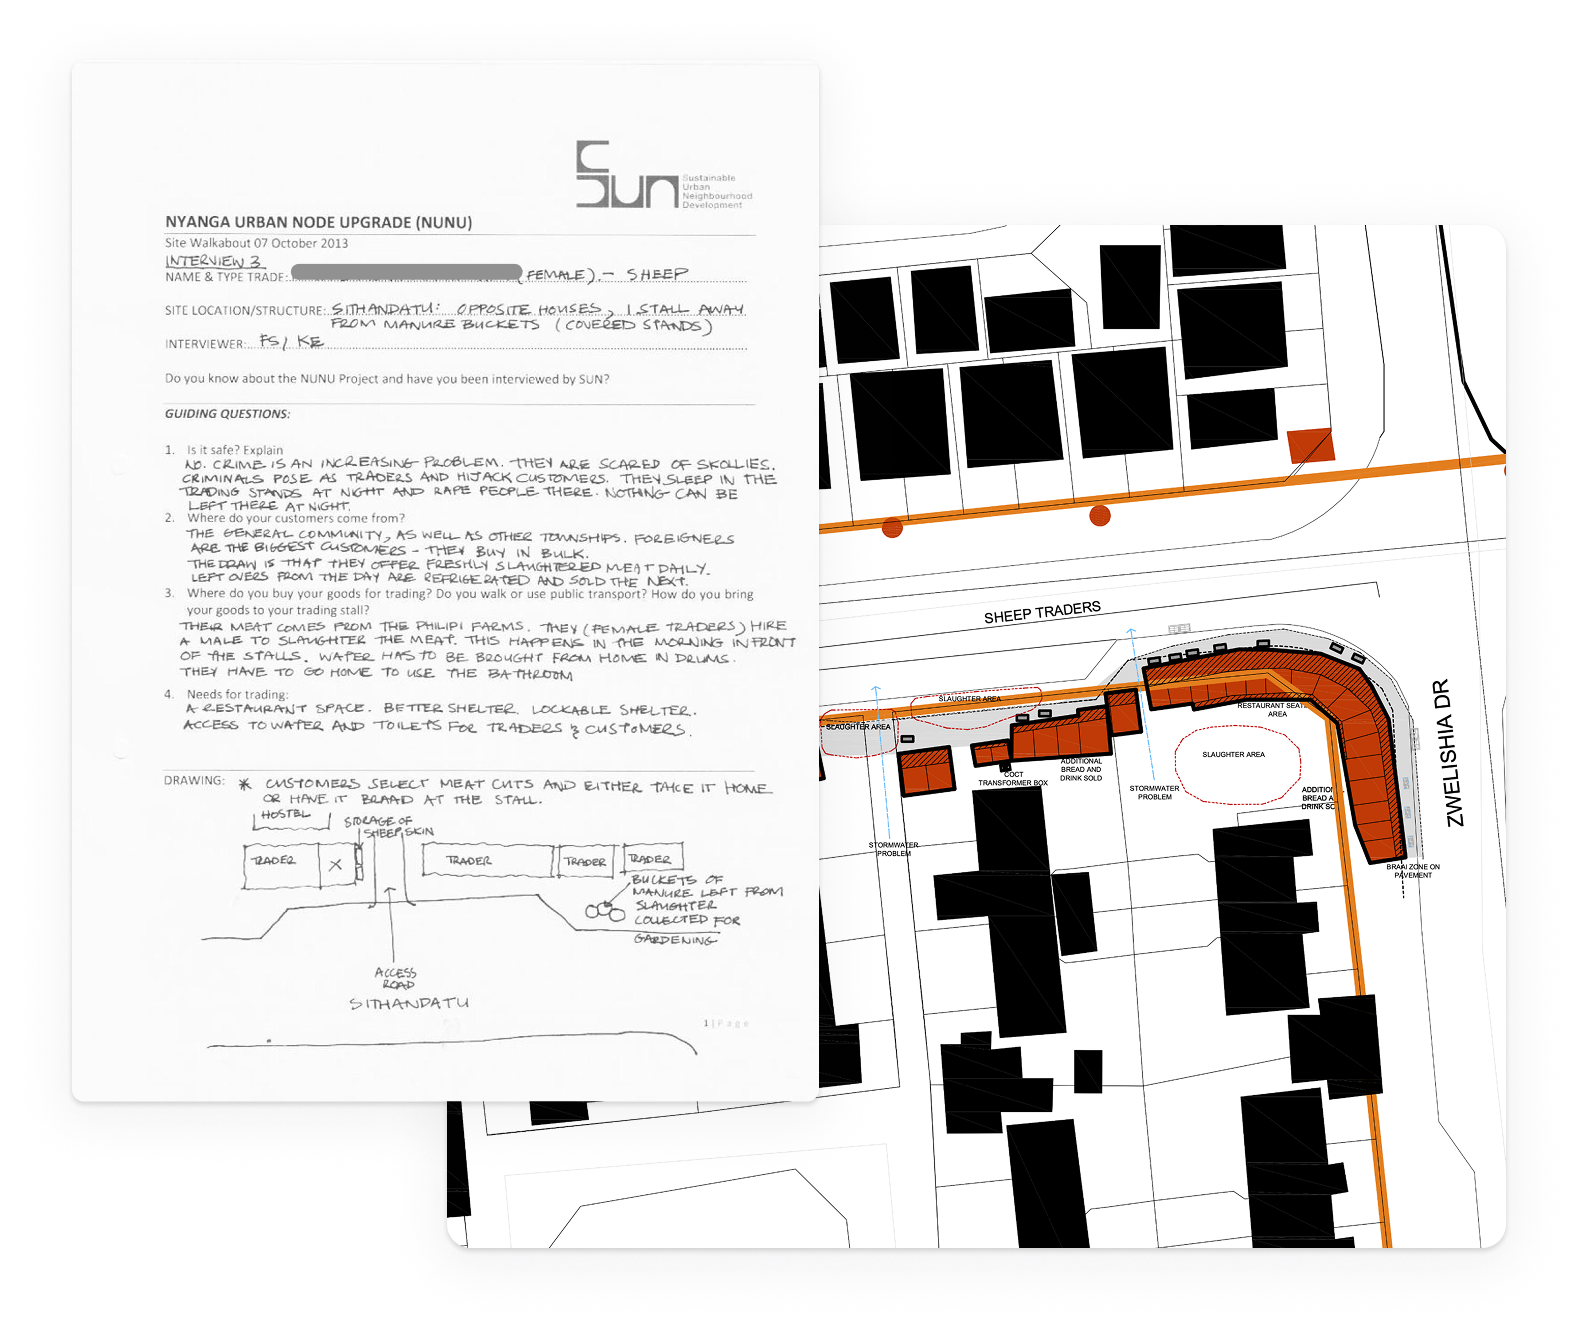 Sun
Sustainable
Urban
Neighbourhood
Development
NYANGA URBAN NODE UPGRADE (NUNU)
Site Walkabout 07 October 2013
INTERVIEW 3
NAME & TYPE TRADE: (FEMALE). – SHEEP
SITE LOCATION/STRUCTURE: SITHANDATU: OPPOSITE HOUSES, 1 STALL AWAY
FROM MANURE BUCKETS (COVERED STANDS)
INTERVIEWER: FS/ KE
Do you know about the NUNU Project and have you been interviewed by SUN?
GUIDING QUESTIONS:
1. Is it safe? Explain
NO. CRIME IS AN INCREASING PROBLEM. THEY ARE SCARED OF SKOLLIES.
CRIMINALS POSE AS TRADERS AND HIJACK CUSTOMERS. THEY SLEEP IN THE
TRADING STANDS AT NIGHT AND RAPE PEOPLE THERE. NOTHING CAN BE
LEFT THERE AT NIGHT.
2. Where do your customers come from?
THE GENERAL COMMUNITY, AS WELL AS OTHER TOWNSHIPS. FOREIGNERS
ARE THE BIGGEST CUSTOMERS – THEY BUY IN BULK.
THE DRAW IS THAT THEY OFFER FRESHLY SLAUGHTERED MEAT DAILY.
LEFT OVERS FROM THE DAY ARE REFRIGERATED AND SOLD THE NEXT.
3. Where do you buy your goods for trading? Do you walk or use public transport? How do you bring
your goods to your trading stall?
THEIR MEAT COMES FROM THE PHILIPI FARMS. THEY (FEMALE TRADERS) HIRE
A MALE TO SLAUGHTER THE MEAT. THIS HAPPENS IN THE MORNING IN FRONT
OF THE STALLS. WATER HAS TO BE BROUGHT FROM HOME IN DRUMS.
THEY HAVE TO GO HOME TO USE THE BATHROOM
4. Needs for trading:
A RESTAURANT SPACE. BETTER SHELTER. LOCKABLE SHELTER.
ACCESS TO WATER AND TOILETS FOR TRADERS & CUSTOMERS.
DRAWING: * CUSTOMERS SELECT MEAT CUTS AND EITHER TAKE IT HOME
OR HAVE IT BRAAID AT THE STALL.
HOSTEL
STORAGE OF
SHEEP SKIN
TRADER X TRADER TRADER TRADER
BUCKETS OF
MANURE LEFT FROM
SLAUGHTER
COLLECTED FOR
GARDENING
ACCESS
ROAD
SITHANDATU
1 | Page
SHEEP TRADERS
ZWELISHIA DR
SLAUGHTER AREA
SLAUGHTER AREA
RESTAURANT SEAT
AREA
SLAUGHTER AREA
ADDITIONAL
BREAD AND
DRINK SOLD
COCT
TRANSFORMER BOX
STORMWATER
PROBLEM
ADDITION
BREAD A
DRINK SO
STORMWATER
PROBLEM
BRAAI ZONE ON
PAVEMENT